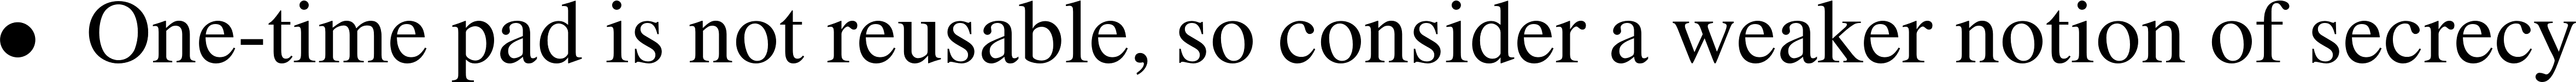 • One-time pad is not reusable, so consider a weaker notion of secrecy